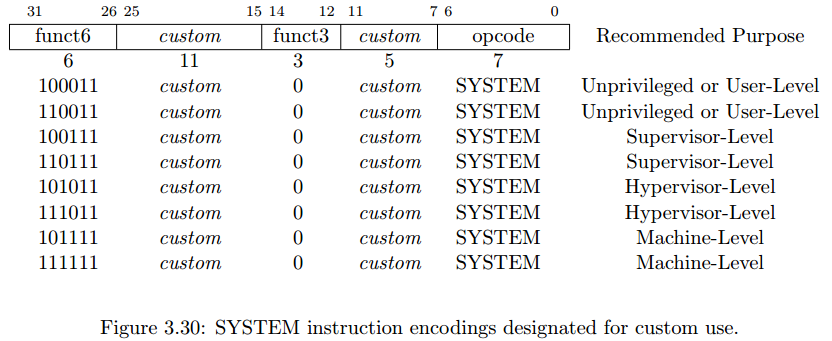 31 26 25 15 14 12 11 7 6 0
funct6 custom funct3 custom opcode Recommended Purpose
6 11 3 5 7
100011 custom 0 custom SYSTEM Unprivileged or User-Level
110011 custom 0 custom SYSTEM Unprivileged or User-Level
100111 custom 0 custom SYSTEM Supervisor-Level
110111 custom 0 custom SYSTEM Supervisor-Level
101011 custom 0 custom SYSTEM Hypervisor-Level
111011 custom 0 custom SYSTEM Hypervisor-Level
101111 custom 0 custom SYSTEM Machine-Level
111111 custom 0 custom SYSTEM Machine-Level
Figure 3.30: SYSTEM instruction encodings designated for custom use.